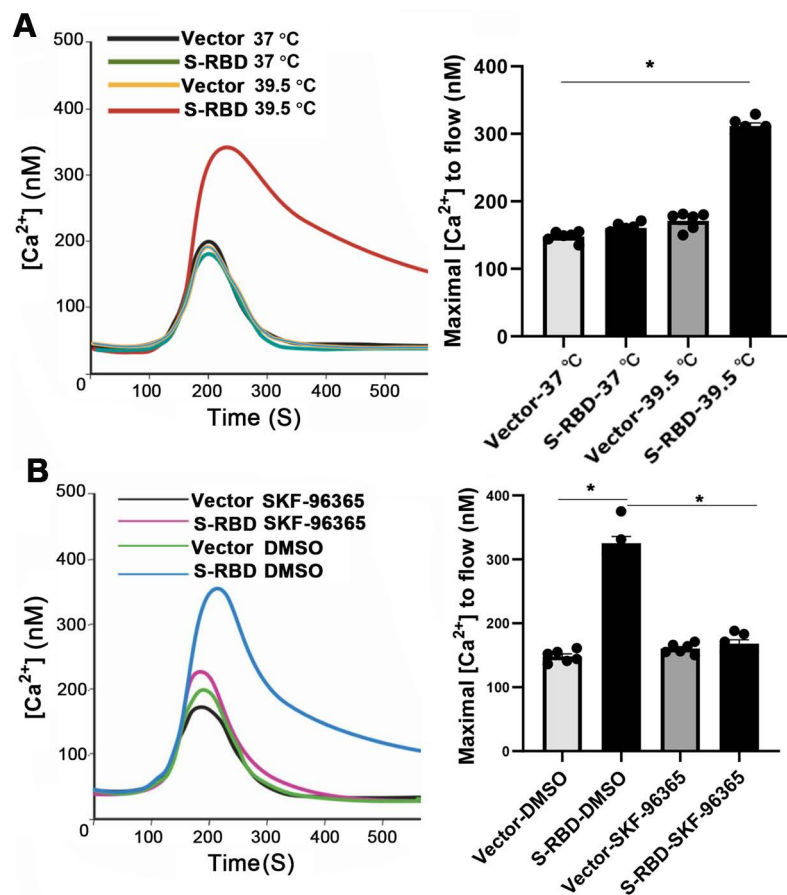 A
500
400
300
200
100
0
[Ca²⁺] (nM)
Vector 37 °C
S-RBD 37 °C
Vector 39.5 °C
S-RBD 39.5 °C
0 100 200 300 400 500
Time (S)
Maximal [Ca²⁺] to flow (nM)
400
300
200
100
0
*
Vector-37 °C
S-RBD-37 °C
Vector-39.5 °C
S-RBD-39.5 °C
B
500
400
300
200
100
0
[Ca²⁺] (nM)
Vector SKF-96365
S-RBD SKF-96365
Vector DMSO
S-RBD DMSO
0 100 200 300 400 500
Time (S)
Maximal [Ca²⁺] to flow (nM)
400
300
200
100
0
* *
Vector-DMSO
S-RBD-DMSO
Vector-SKF-96365
S-RBD-SKF-96365